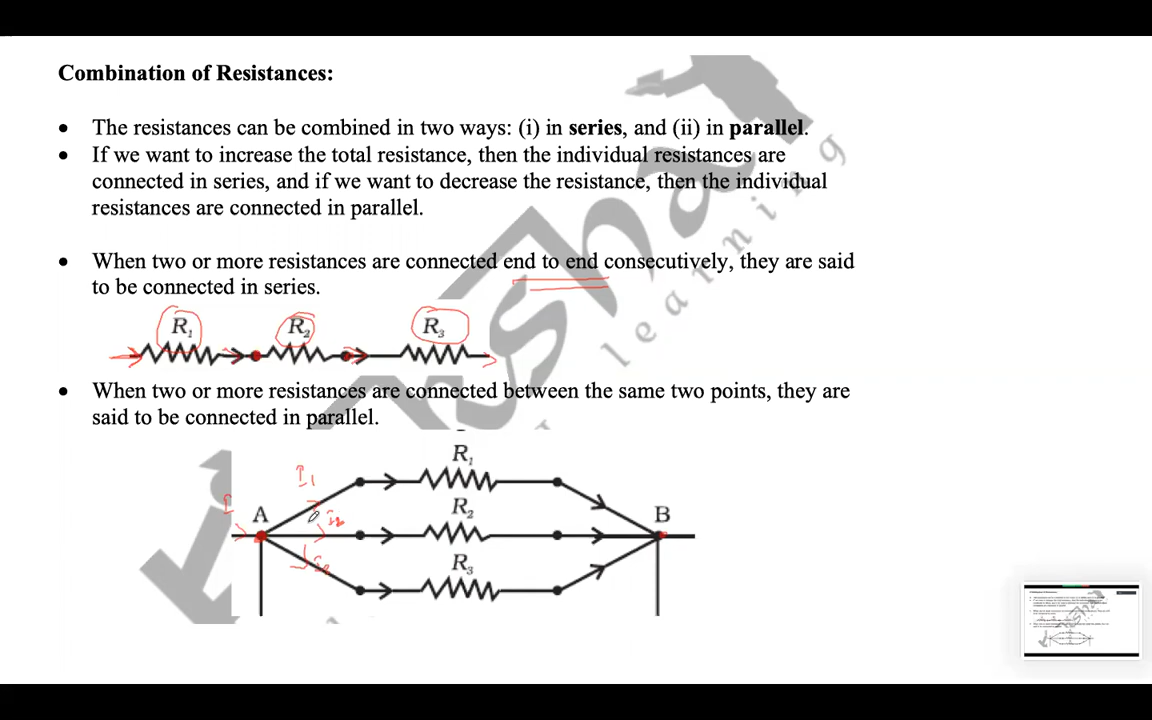 Combination of Resistances:
• The resistances can be combined in two ways: (i) in series, and (ii) in parallel.
• If we want to increase the total resistance, then the individual resistances are
connected in series, and if we want to decrease the resistance, then the individual
resistances are connected in parallel.
• When two or more resistances are connected end to end consecutively, they are said
to be connected in series.
R₁ R₂ R₃
• When two or more resistances are connected between the same two points, they are
said to be connected in parallel.
R₁
I₁
I A R₂ B
I₂
R₃
learning